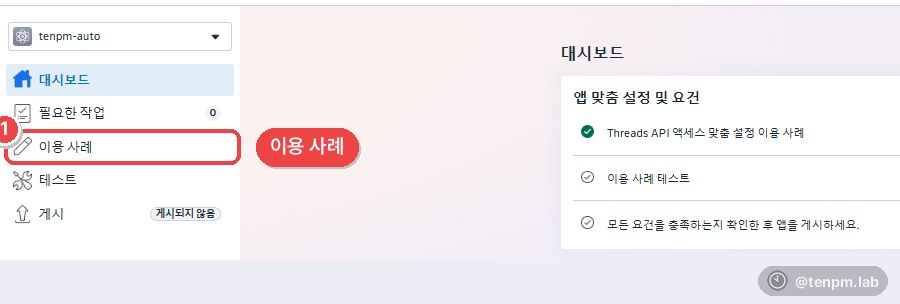 tenpm-auto
대시보드
필요한 작업 0
1
이용 사례
이용 사례
테스트
게시 게시되지 않음
대시보드
앱 맞춤 설정 및 요건
Threads API 액세스 맞춤 설정 이용 사례
이용 사례 테스트
모든 요건을 충족하는지 확인한 후 앱을 게시하세요.
@tenpm.lab